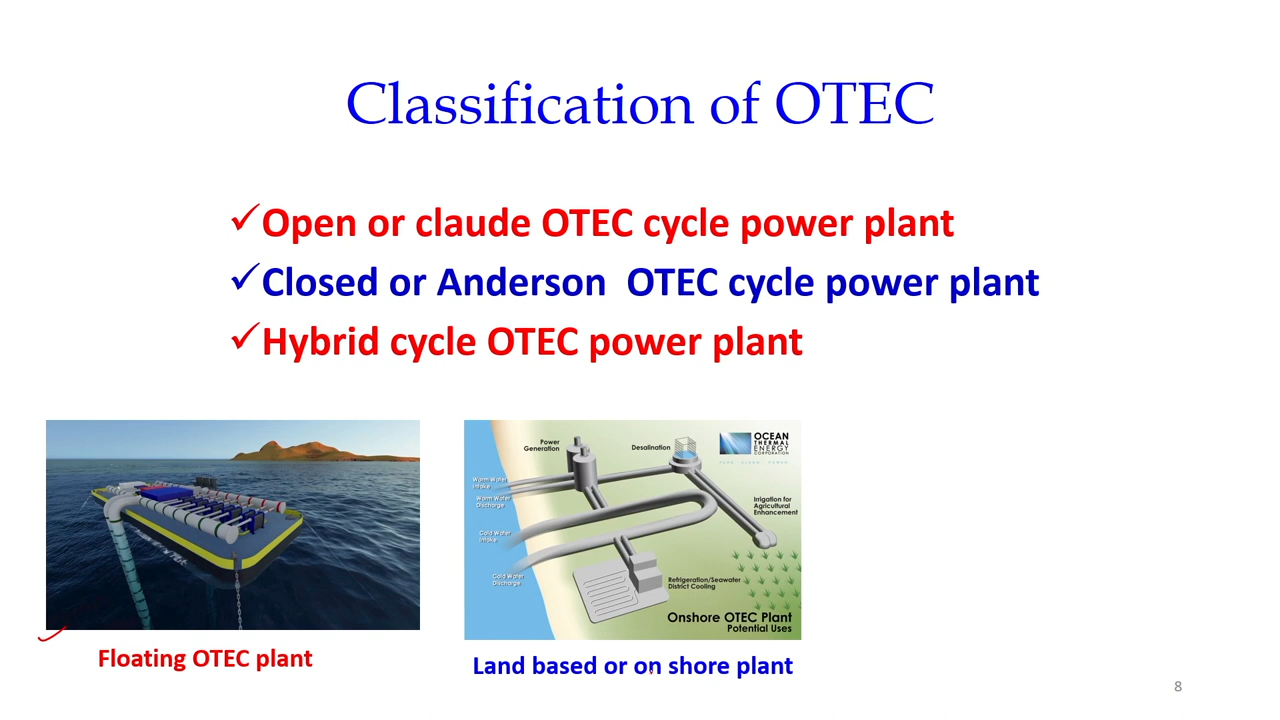 Classification of OTEC
✓Open or claude OTEC cycle power plant
✓Closed or Anderson OTEC cycle power plant
✓Hybrid cycle OTEC power plant
Floating OTEC plant
Power
Generation
Desalination
OCEAN
THERMAL
ENERGY
CORPORATION
PURE CLEAN POWER
Warm Water
Intake
Warm Water
Discharge
Irrigation for
Agricultural
Enhancement
Cold Water
Intake
Cold Water
Discharge
Refrigeration/Seawater
District Cooling
Onshore OTEC Plant
Potential Uses
Land based or on shore plant
8